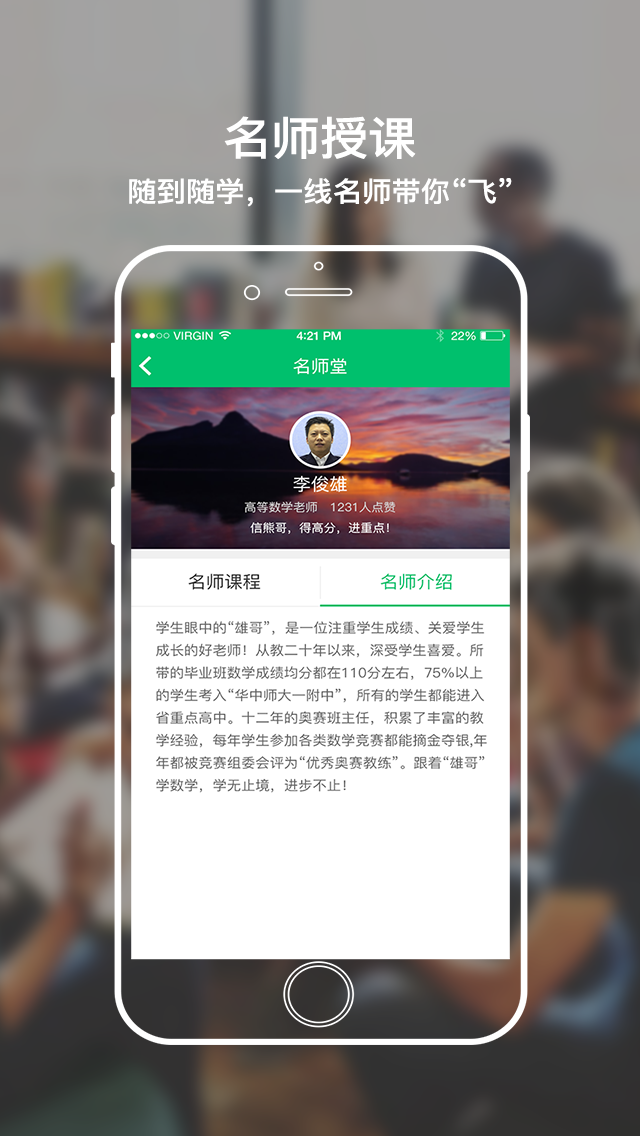 名师授课
随到随学，一线名师带你“飞”
VIRGIN 4:21 PM 22%
名师堂
李俊雄
高等数学老师 1231人点赞
信熊哥，得高分，进重点！
名师课程 名师介绍
学生眼中的“雄哥”，是一位注重学生成绩、关爱学生
成长的好老师！从教二十年以来，深受学生喜爱。所
带的毕业班数学成绩均分都在110分左右，75%以上
的学生考入“华中师大一附中”，所有的学生都能进入
省重点高中。十二年的奥赛班主任，积累了丰富的教
学经验，每年学生参加各类数学竞赛都能摘金夺银,年
年都被竞赛组委会评为“优秀奥赛教练”。跟着“雄哥”
学数学，学无止境，进步不止！